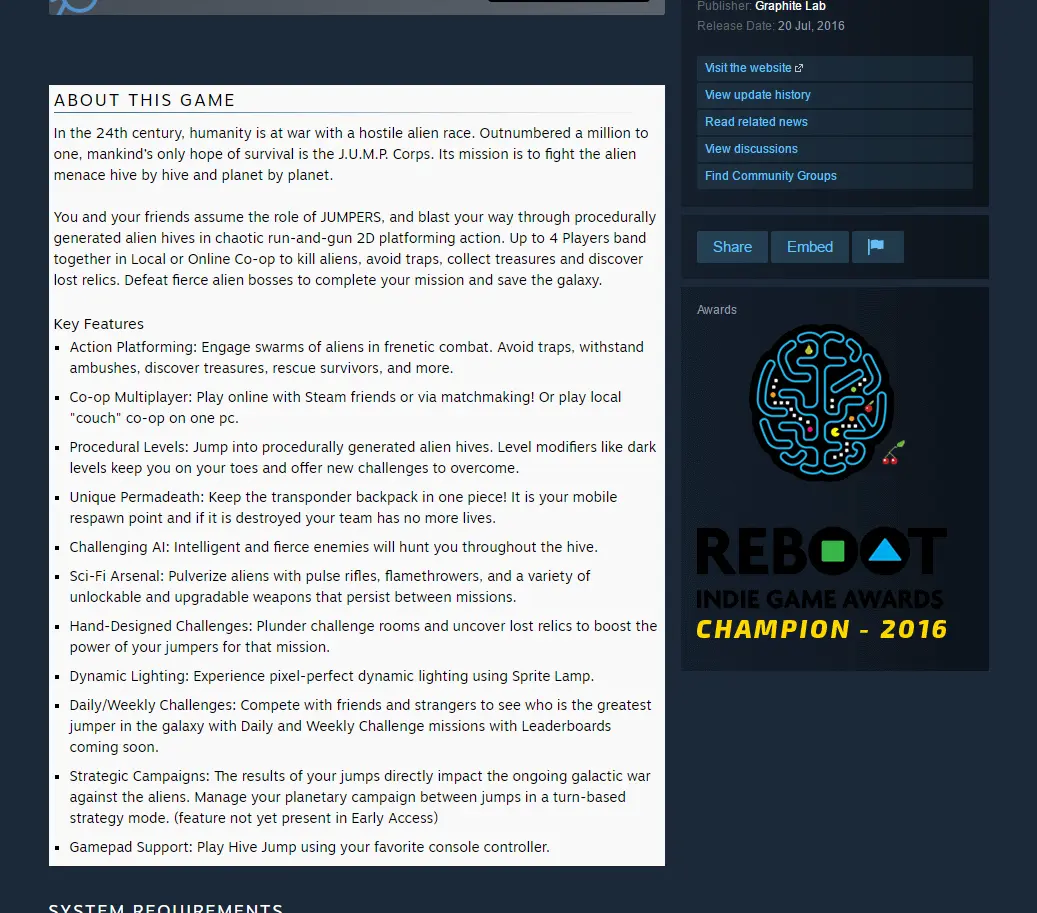 ABOUT THIS GAME
In the 24th century, humanity is at war with a hostile alien race. Outnumbered a million to
one, mankind's only hope of survival is the J.U.M.P. Corps. Its mission is to fight the alien
menace hive by hive and planet by planet.
You and your friends assume the role of JUMPERS, and blast your way through procedurally
generated alien hives in chaotic run-and-gun 2D platforming action. Up to 4 Players band
together in Local or Online Co-op to kill aliens, avoid traps, collect treasures and discover
lost relics. Defeat fierce alien bosses to complete your mission and save the galaxy.
Key Features
▪ Action Platforming: Engage swarms of aliens in frenetic combat. Avoid traps, withstand
ambushes, discover treasures, rescue survivors, and more.
▪ Co-op Multiplayer: Play online with Steam friends or via matchmaking! Or play local
"couch" co-op on one pc.
▪ Procedural Levels: Jump into procedurally generated alien hives. Level modifiers like dark
levels keep you on your toes and offer new challenges to overcome.
▪ Unique Permadeath: Keep the transponder backpack in one piece! It is your mobile
respawn point and if it is destroyed your team has no more lives.
▪ Challenging AI: Intelligent and fierce enemies will hunt you throughout the hive.
▪ Sci-Fi Arsenal: Pulverize aliens with pulse rifles, flamethrowers, and a variety of
unlockable and upgradable weapons that persist between missions.
▪ Hand-Designed Challenges: Plunder challenge rooms and uncover lost relics to boost the
power of your jumpers for that mission.
▪ Dynamic Lighting: Experience pixel-perfect dynamic lighting using Sprite Lamp.
▪ Daily/Weekly Challenges: Compete with friends and strangers to see who is the greatest
jumper in the galaxy with Daily and Weekly Challenge missions with Leaderboards
coming soon.
▪ Strategic Campaigns: The results of your jumps directly impact the ongoing galactic war
against the aliens. Manage your planetary campaign between jumps in a turn-based
strategy mode. (feature not yet present in Early Access)
▪ Gamepad Support: Play Hive Jump using your favorite console controller.
SYSTEM REQUIREMENTS
Publisher: Graphite Lab
Release Date: 20 Jul, 2016
Visit the website
View update history
Read related news
View discussions
Find Community Groups
Share Embed
Awards
REBOOT
INDIE GAME AWARDS
CHAMPION - 2016